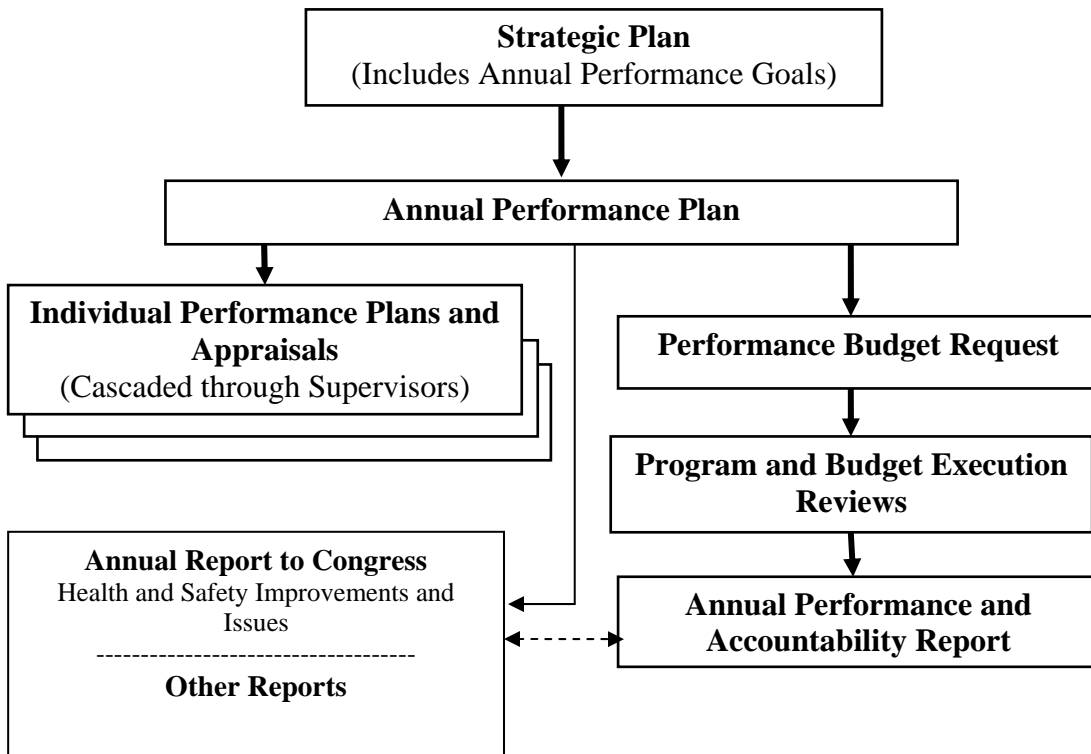 Strategic Plan
(Includes Annual Performance Goals)
Annual Performance Plan
Individual Performance Plans and
Appraisals
(Cascaded through Supervisors)
Performance Budget Request
Program and Budget Execution
Reviews
Annual Report to Congress
Health and Safety Improvements and
Issues
------------------------------------
Other Reports
Annual Performance and
Accountability Report